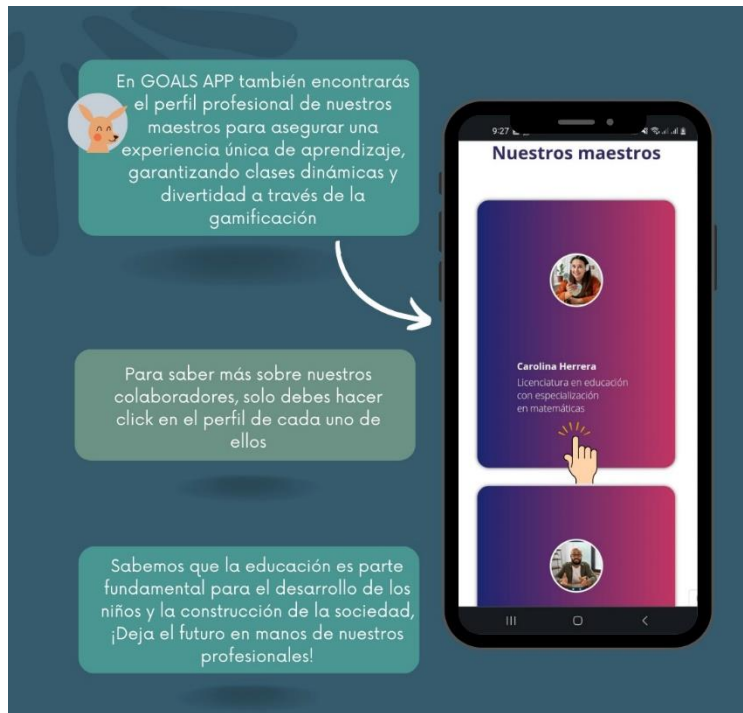 En GOALS APP también encontrarás
el perfil profesional de nuestros
maestros para asegurar una
experiencia única de aprendizaje,
garantizando clases dinámicas y
divertidad a través de la
gamificación
Para saber más sobre nuestros
colaboradores, solo debes hacer
click en el perfil de cada uno de
ellos
Sabemos que la educación es parte
fundamental para el desarrollo de los
niños y la construcción de la sociedad,
¡Deja el futuro en manos de nuestros
profesionales!
9:27
Nuestros maestros
Carolina Herrera
Licenciatura en educación
con especialización
en matemáticas